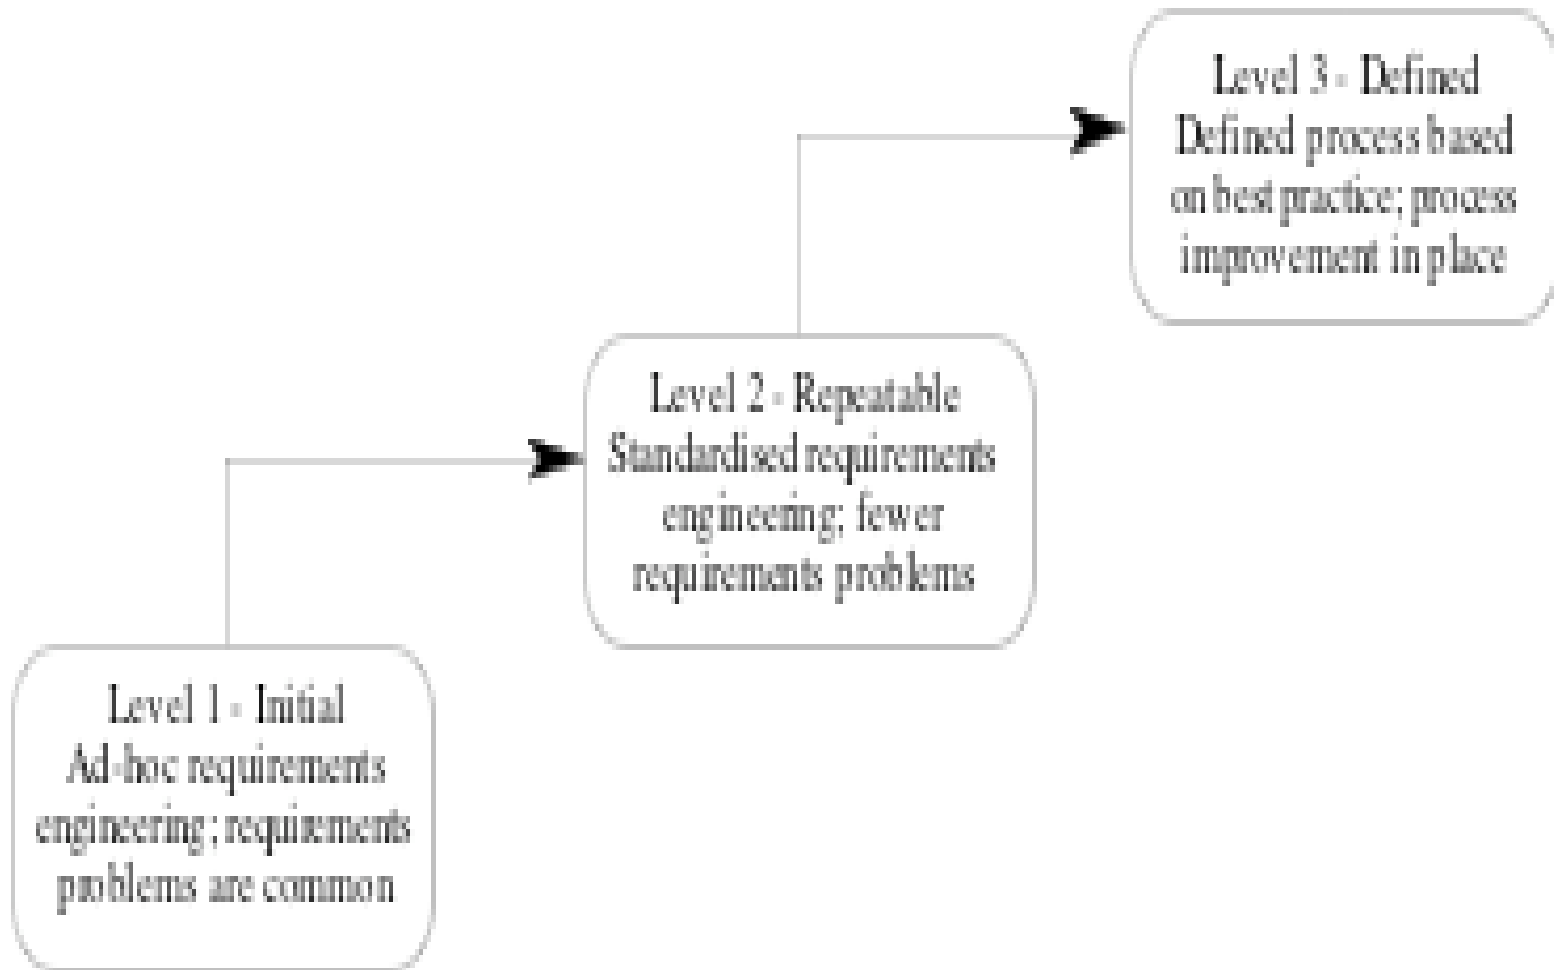 Level 3 - Defined
Defined process based
on best practice; process
improvement in place
Level 2 - Repeatable
Standardised requirements
engineering; fewer
requirements problems
Level 1 - Initial
Ad-hoc requirements
engineering; requirements
problems are common